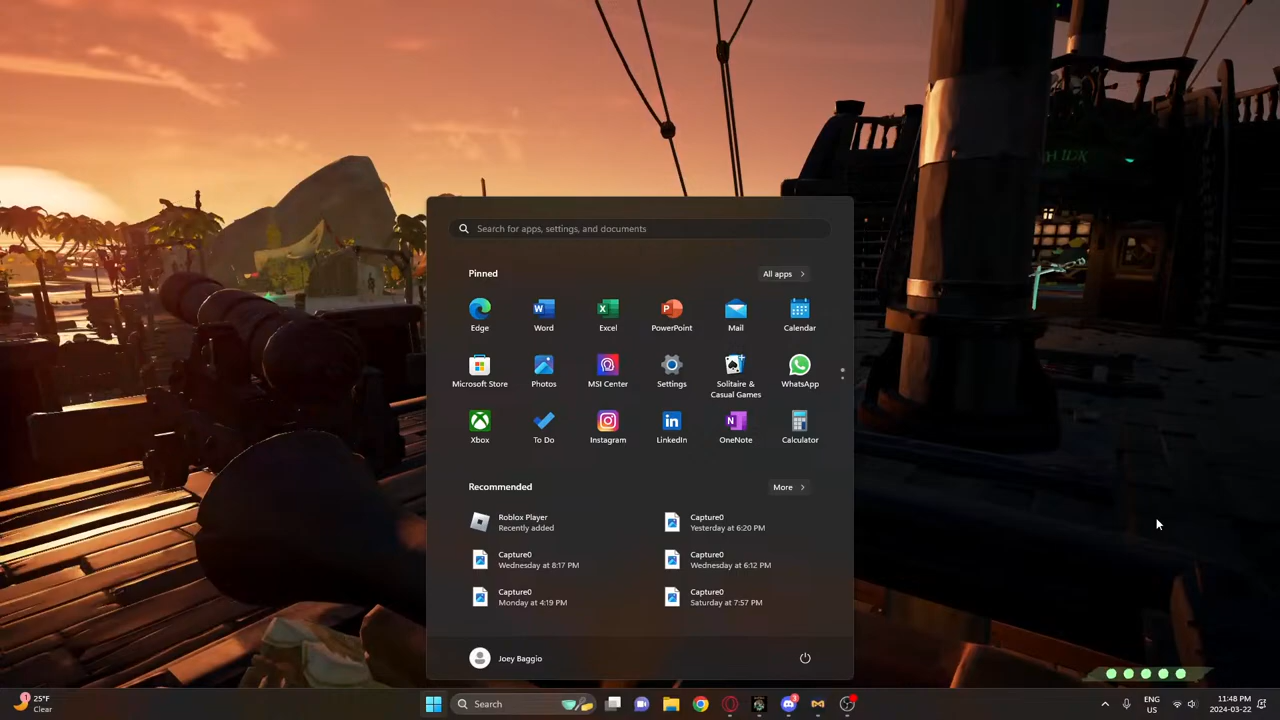 Search for apps, settings, and documents
Pinned
All apps
Edge
Word
Excel
PowerPoint
Mail
Calendar
Microsoft Store
Photos
MSI Center
Settings
Solitaire &
Casual Games
WhatsApp
Xbox
To Do
Instagram
LinkedIn
OneNote
Calculator
Recommended
More
Roblox Player
Recently added
Capture0
Yesterday at 6:20 PM
Capture0
Wednesday at 8:17 PM
Capture0
Wednesday at 6:12 PM
Capture0
Monday at 4:19 PM
Capture0
Saturday at 7:57 PM
Joey Baggio
1
25°F
Clear
Search
3
ENG
US
11:48 PM
2024-03-22